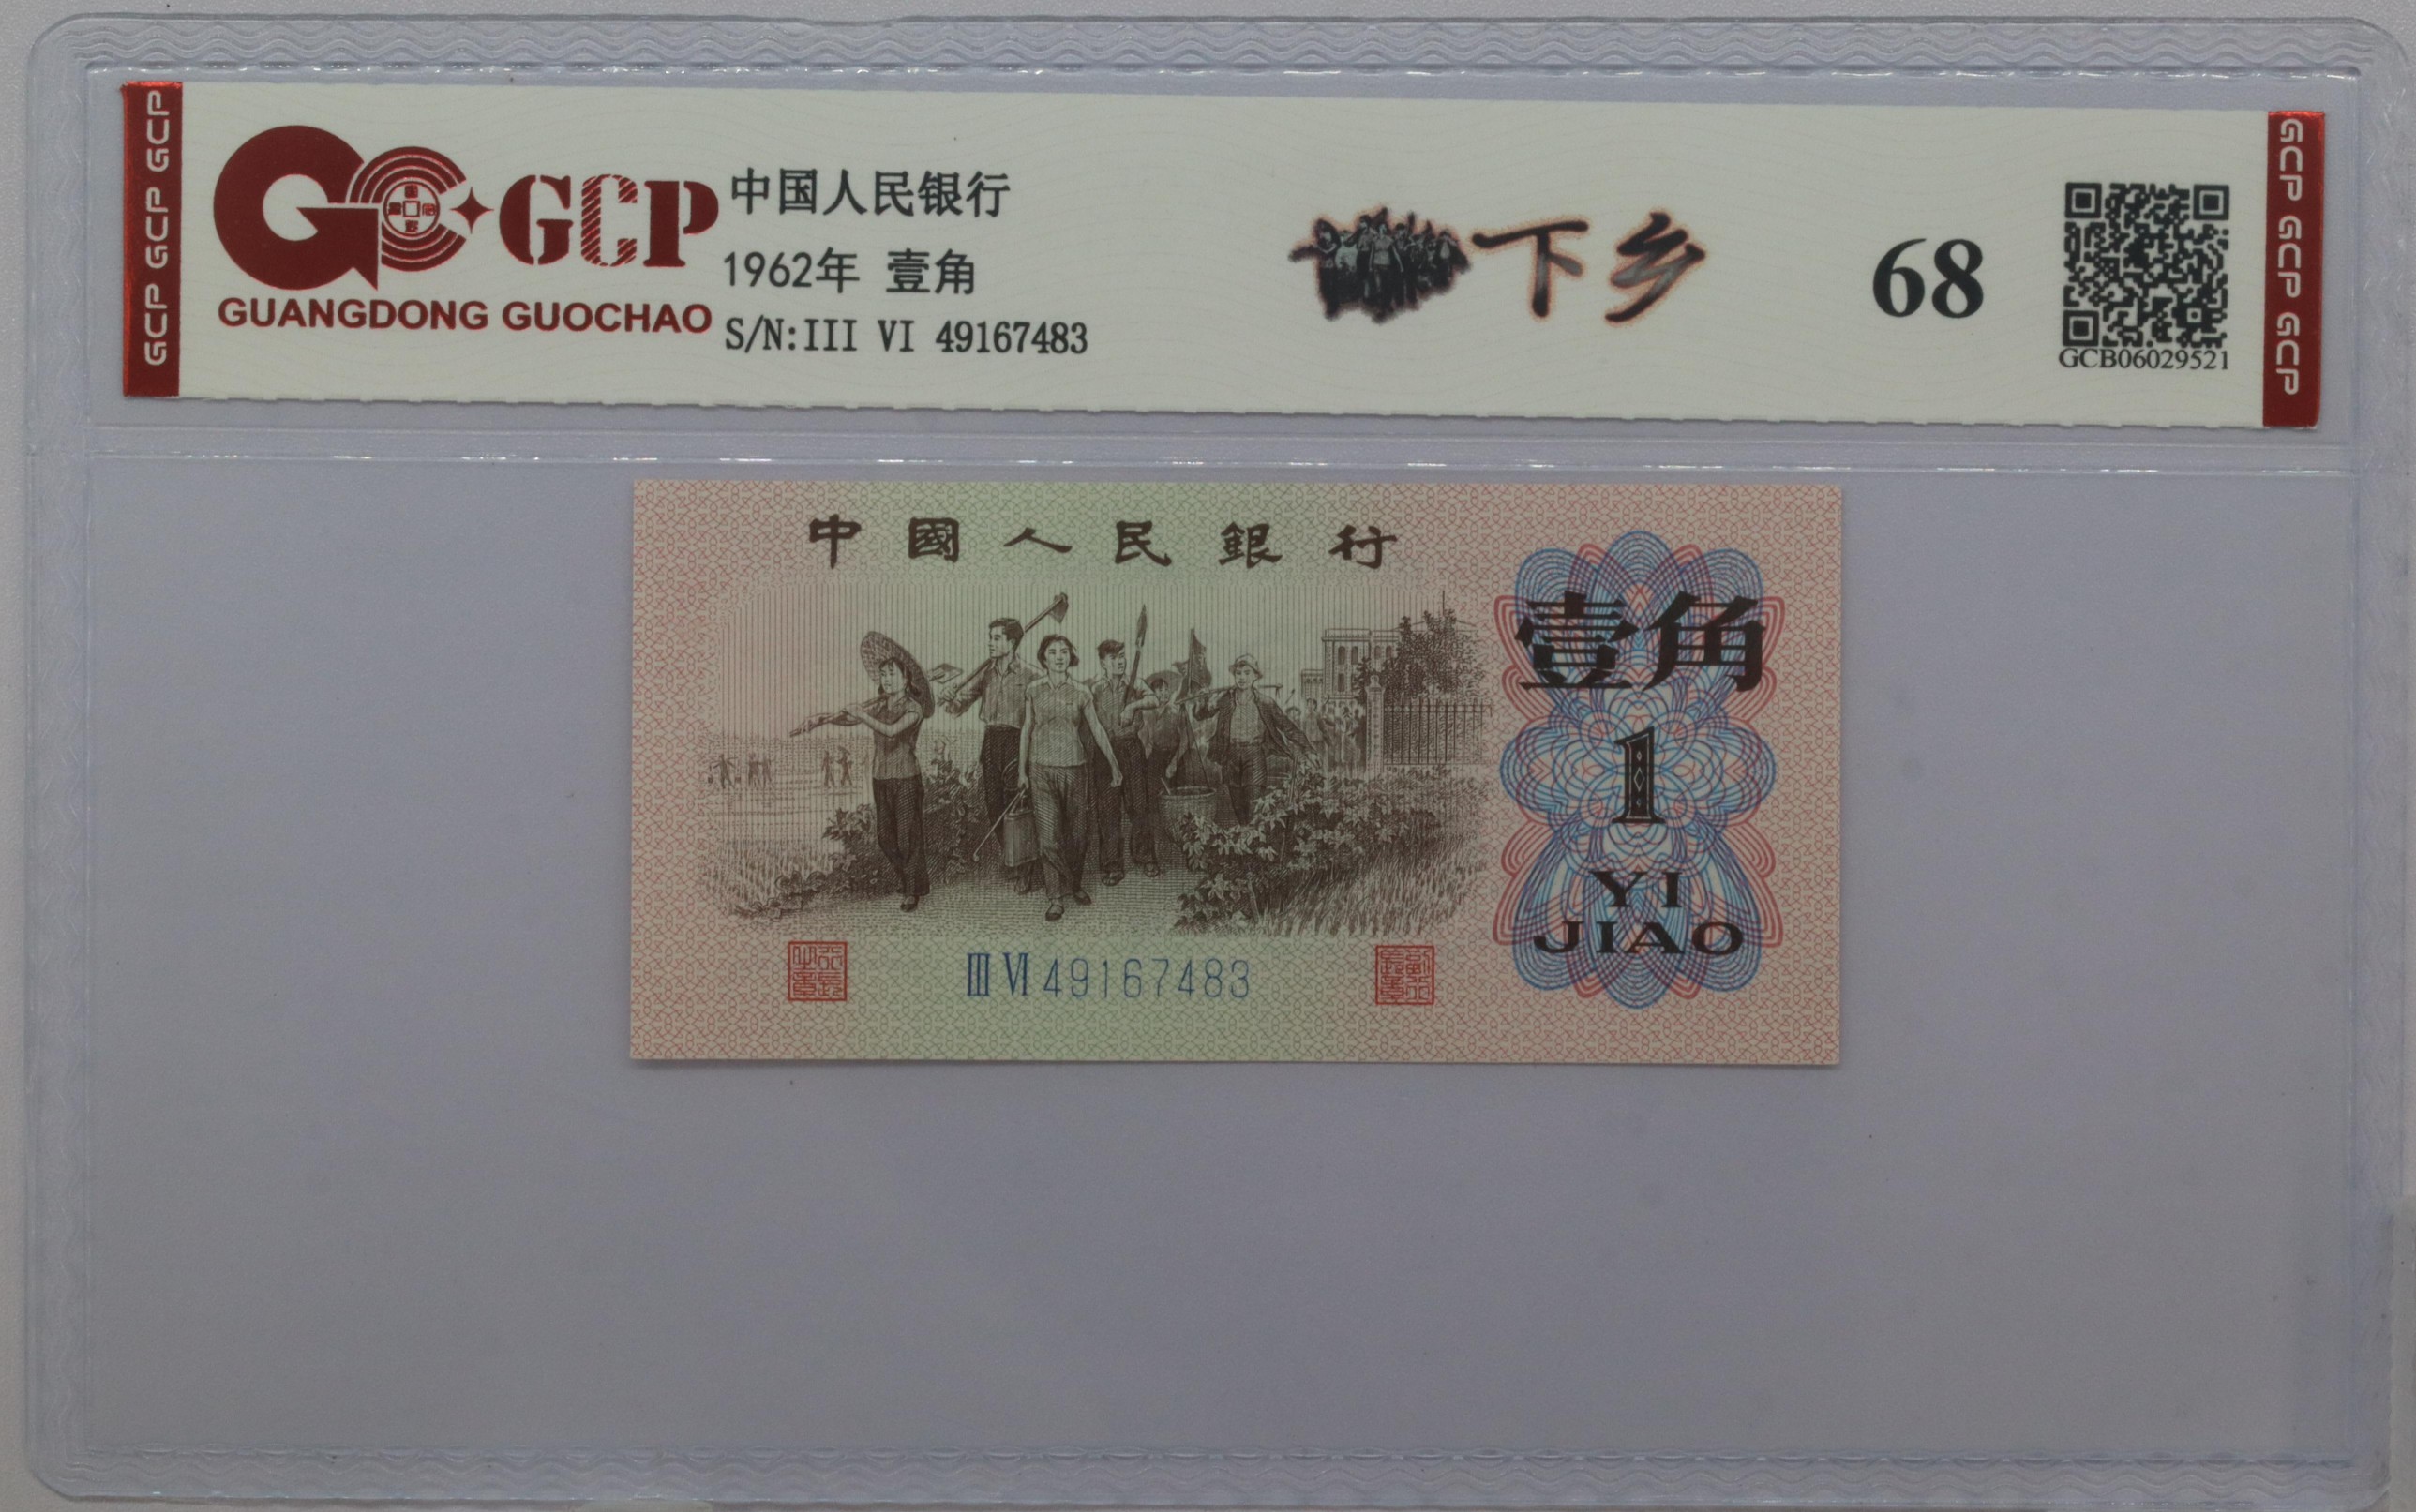 GCP GCP GCP
GCP
GUANGDONG GUOCHAO
中国人民银行
1962年 壹角
S/N:III VI 49167483
下乡
68
GCB06029521
GCP GCP GCP
中國人民銀行
壹角
1
YI
JIAO
III VI 49167483